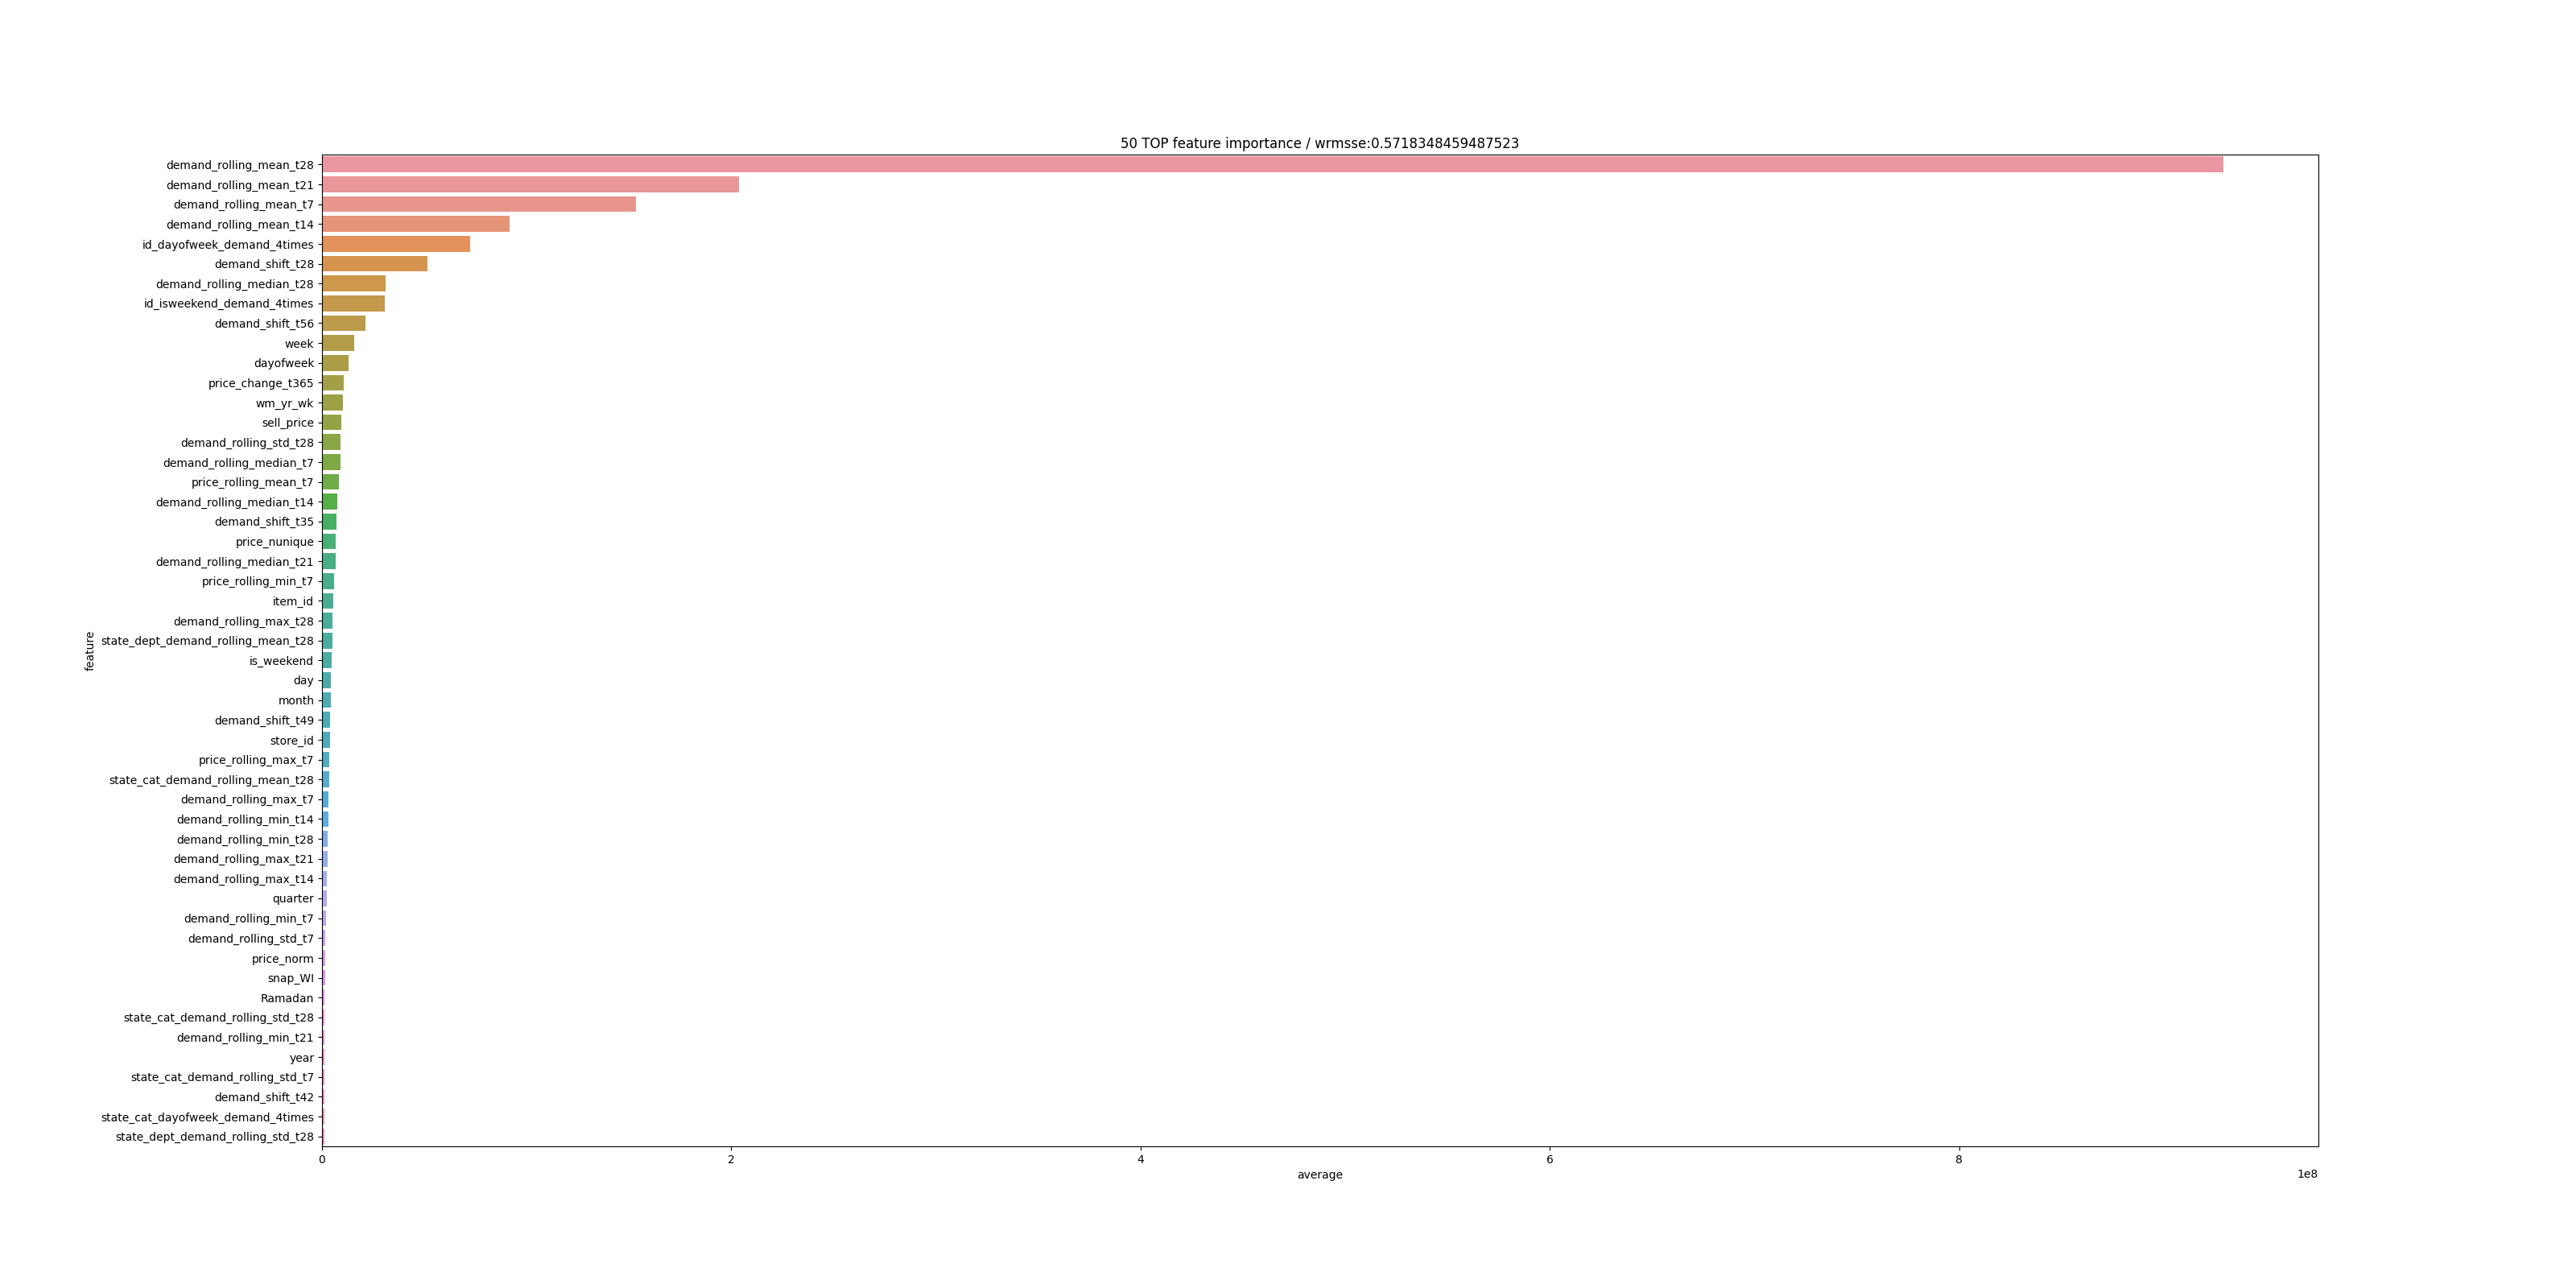 50 TOP feature importance / wrmsse:0.5718348459487523
demand_rolling_mean_t28
demand_rolling_mean_t21
demand_rolling_mean_t7
demand_rolling_mean_t14
id_dayofweek_demand_4times
demand_shift_t28
demand_rolling_median_t28
id_isweekend_demand_4times
demand_shift_t56
week
dayofweek
price_change_t365
wm_yr_wk
sell_price
demand_rolling_std_t28
demand_rolling_median_t7
price_rolling_mean_t7
demand_rolling_median_t14
demand_shift_t35
price_nunique
demand_rolling_median_t21
price_rolling_min_t7
item_id
demand_rolling_max_t28
state_dept_demand_rolling_mean_t28
is_weekend
day
month
demand_shift_t49
store_id
price_rolling_max_t7
state_cat_demand_rolling_mean_t28
demand_rolling_max_t7
demand_rolling_min_t14
demand_rolling_min_t28
demand_rolling_max_t21
demand_rolling_max_t14
quarter
demand_rolling_min_t7
demand_rolling_std_t7
price_norm
snap_WI
Ramadan
state_cat_demand_rolling_std_t28
demand_rolling_min_t21
year
state_cat_demand_rolling_std_t7
demand_shift_t42
state_cat_dayofweek_demand_4times
state_dept_demand_rolling_std_t28
feature
0 2 4 6 8
average
1e8